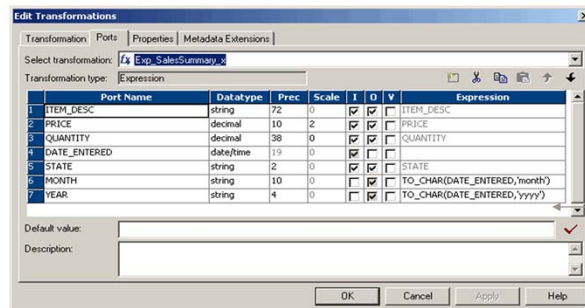 Edit Transformations
Transformation Ports Properties Metadata Extensions
Select transformation: fx Exp_SalesSummary_x
Transformation type: Expression
Port Name Datatype Prec Scale I O V Expression
1 ITEM_DESC string 72 0 ITEM_DESC
2 PRICE decimal 10 2 PRICE
3 QUANTITY decimal 38 0 QUANTITY
4 DATE_ENTERED date/time 19 0
5 STATE string 2 0 STATE
6 MONTH string 10 0 TO_CHAR(DATE_ENTERED,'month')
7 YEAR string 4 0 TO_CHAR(DATE_ENTERED,'yyyy')
Default value:
Description:
OK Cancel Apply Help